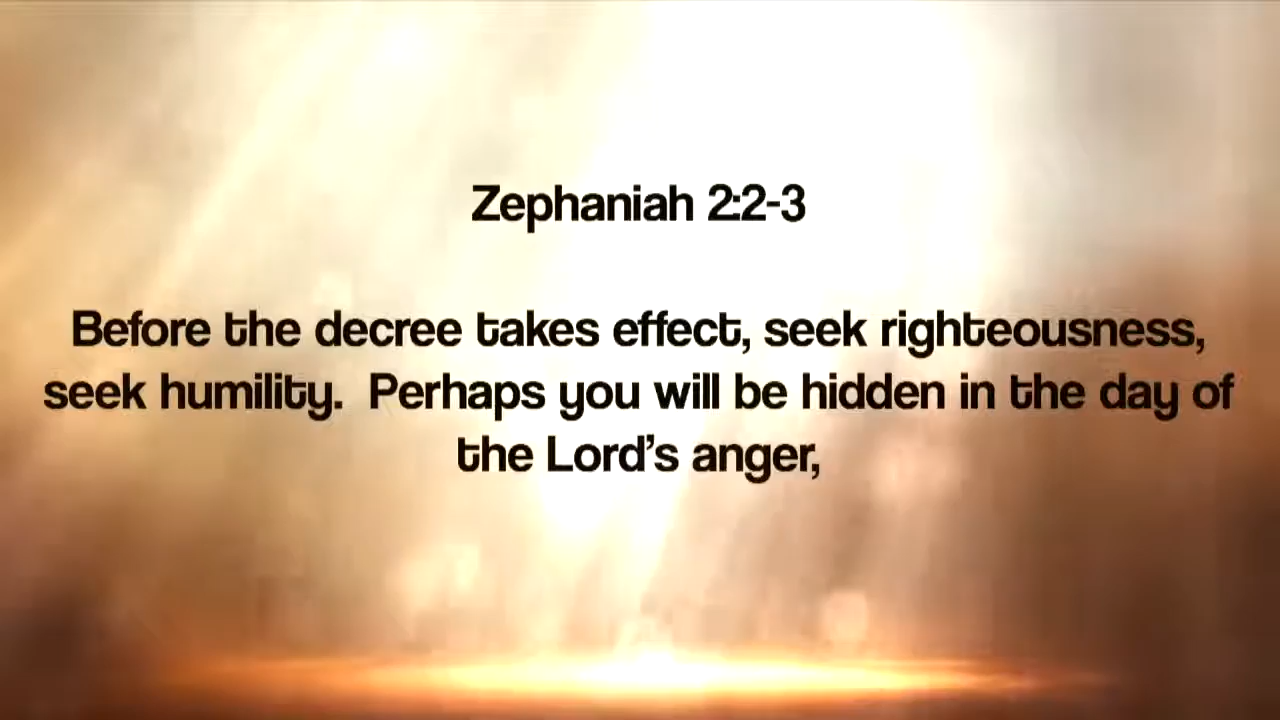 Zephaniah 2:2-3
Before the decree takes effect, seek righteousness,
seek humility.  Perhaps you will be hidden in the day of
the Lord’s anger,